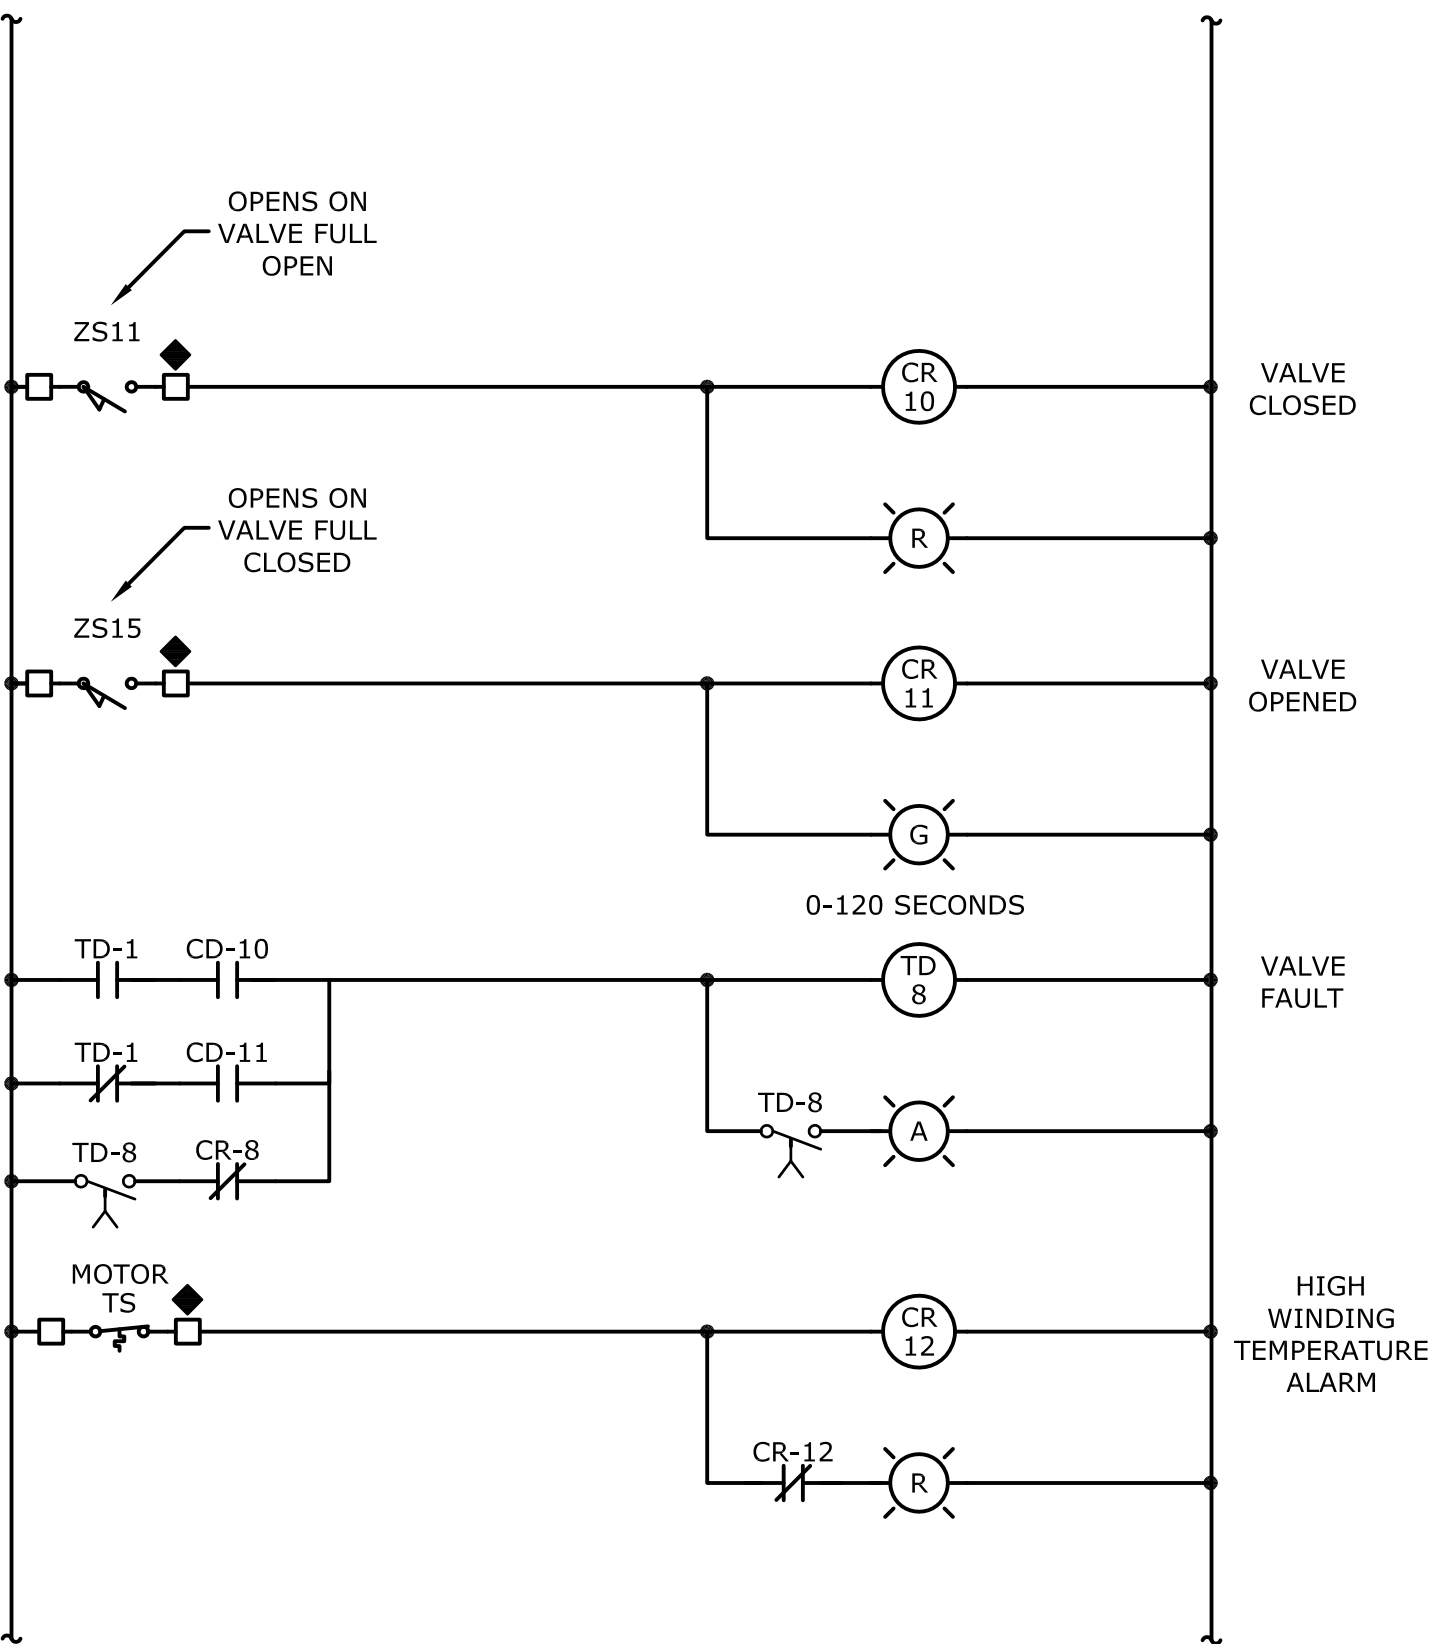 OPENS ON
VALVE FULL
OPEN
ZS11
CR
10
VALVE
CLOSED
R
OPENS ON
VALVE FULL
CLOSED
ZS15
CR
11
VALVE
OPENED
G
0-120 SECONDS
TD-1 CD-10
TD
8
VALVE
FAULT
TD-1 CD-11
TD-8
A
TD-8 CR-8
MOTOR
TS
CR
12
HIGH
WINDING
TEMPERATURE
ALARM
CR-12
R